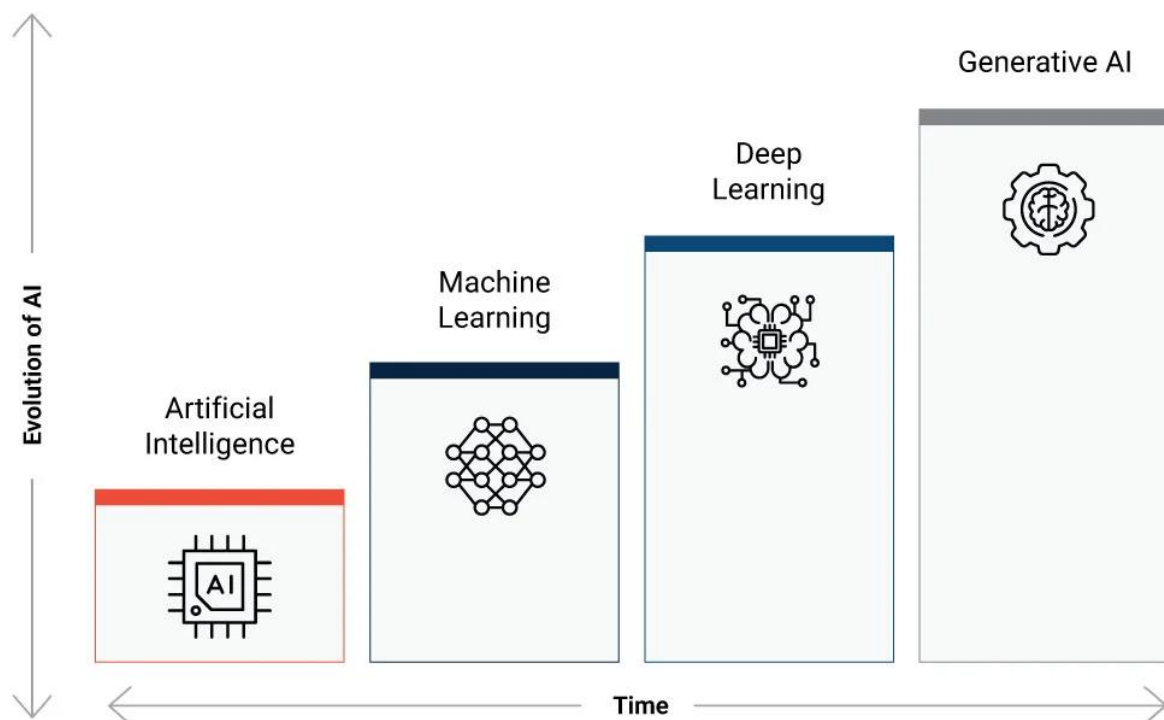 Generative AI
Deep
Learning
Machine
Learning
Artificial
Intelligence
AI
Evolution of AI
Time